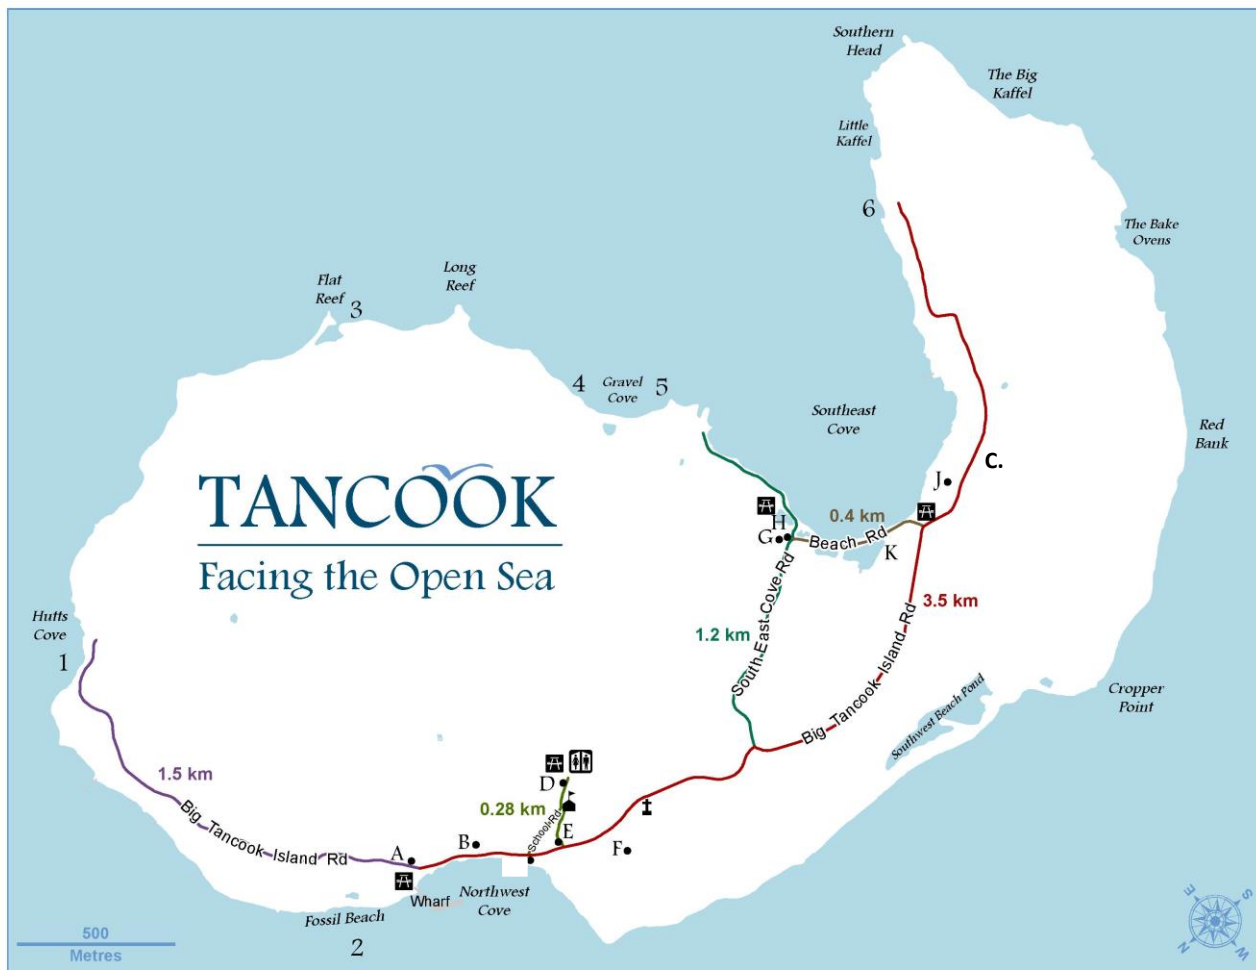 Southern
Head
The Big
Kaffel
Little
Kaffel
6
The Bake
Ovens
Long
Reef
Flat
Reef
3
4
Gravel
Cove
5
Southeast
Cove
Red
Bank
C.
J
TANCOOK
Facing the Open Sea
0.4 km
H
G
Beach Rd
K
3.5 km
Hutts
Cove
1
1.2 km
South East Cove Rd
Big Tancook Island Rd
Southwest Beach Pond
Cropper
Point
1.5 km
D
0.28 km
School Rd
Big Tancook Island Rd
A
B
E
F
Wharf
Northwest
Cove
Fossil Beach
2
500
Metres
E
S
N
W